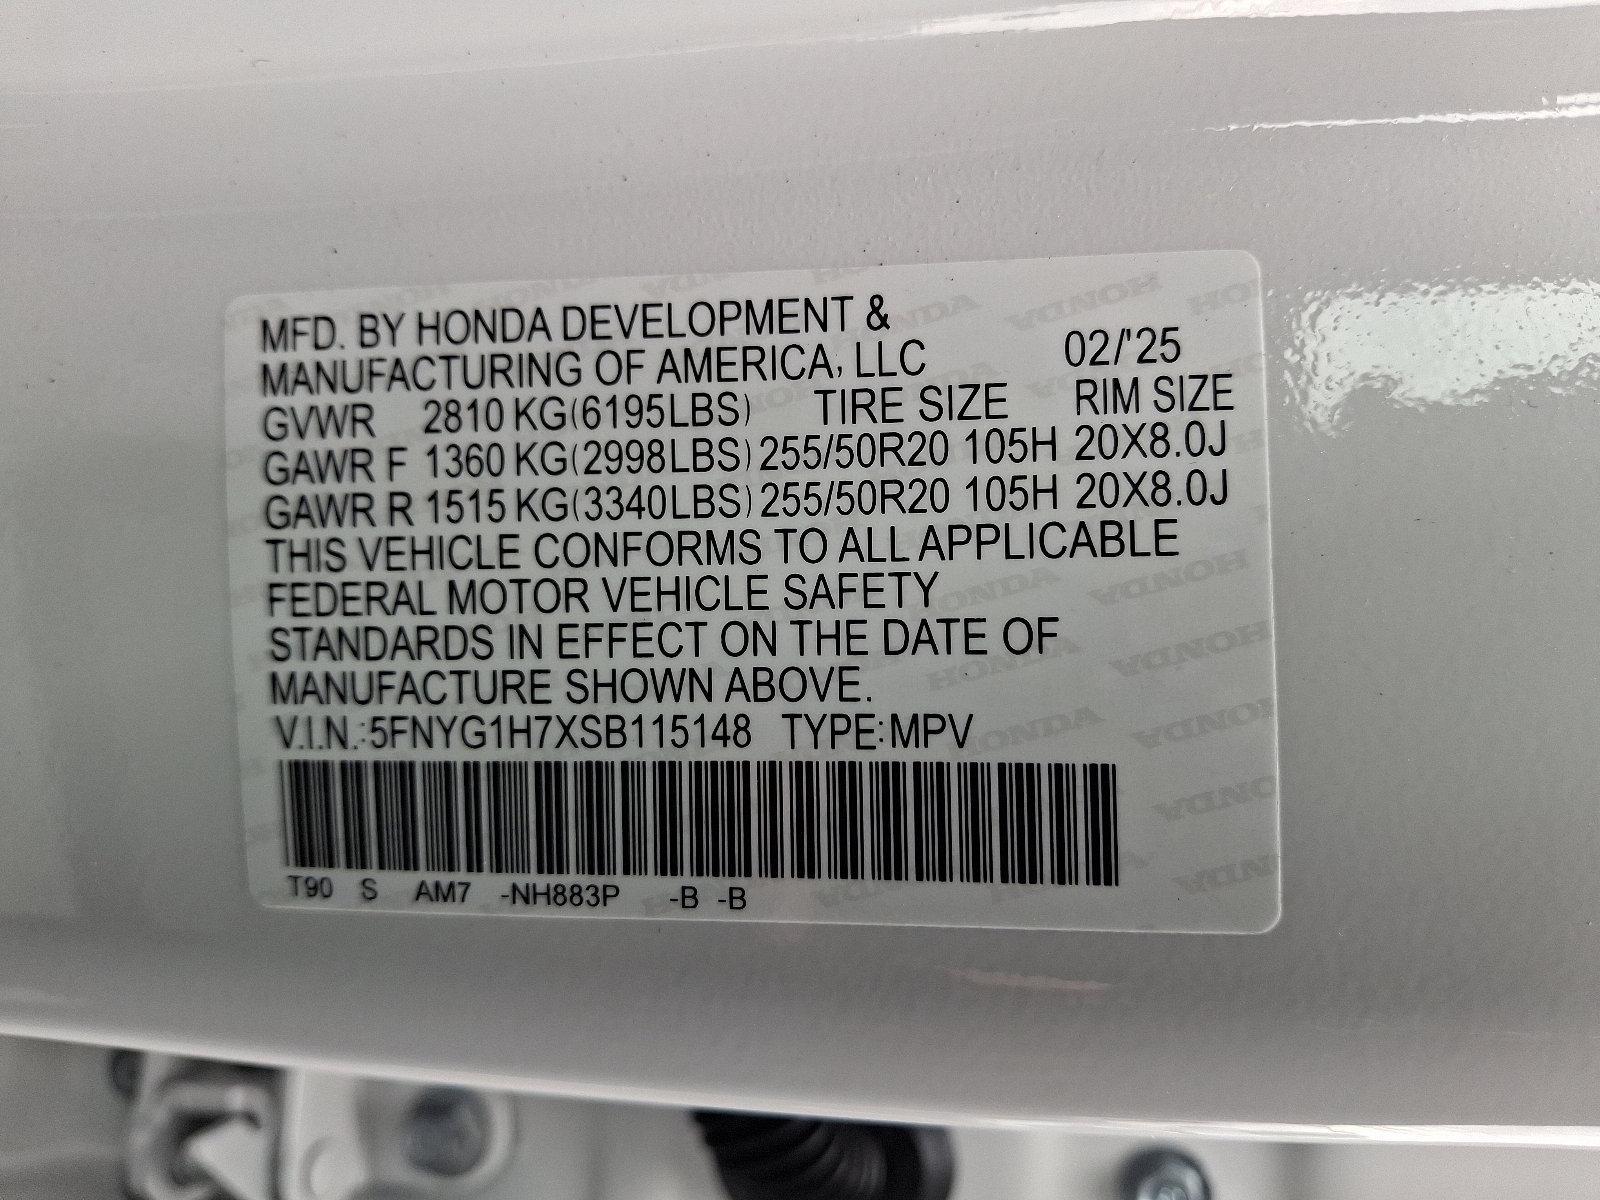 MFD. BY HONDA DEVELOPMENT &
MANUFACTURING OF AMERICA, LLC 02/'25
GVWR 2810 KG(6195LBS) TIRE SIZE RIM SIZE
GAWR F 1360 KG(2998LBS) 255/50R20 105H 20X8.0J
GAWR R 1515 KG(3340LBS) 255/50R20 105H 20X8.0J
THIS VEHICLE CONFORMS TO ALL APPLICABLE
FEDERAL MOTOR VEHICLE SAFETY
STANDARDS IN EFFECT ON THE DATE OF
MANUFACTURE SHOWN ABOVE.
V.I.N.:5FNYG1H7XSB115148 TYPE:MPV
T90 S AM7 -NH883P -B -B